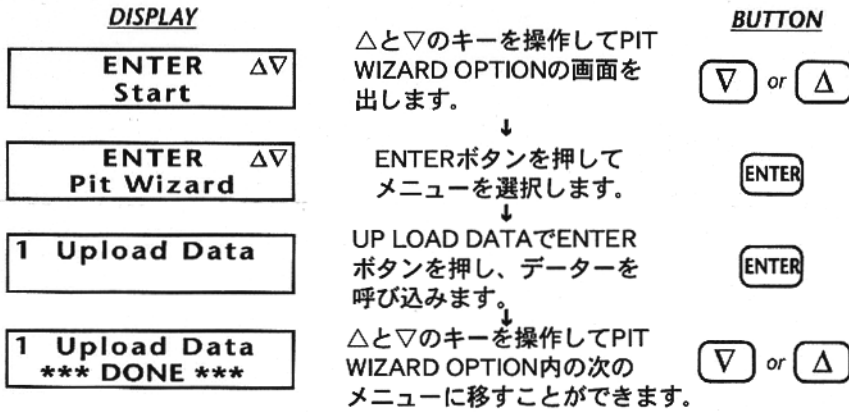 DISPLAY
BUTTON
ENTER △▽
Start
△と▽のキーを操作してPIT
WIZARD OPTIONの画面を
出します。
▽ or △
↓
ENTER △▽
Pit Wizard
ENTERボタンを押して
メニューを選択します。
ENTER
↓
1 Upload Data
UP LOAD DATAでENTER
ボタンを押し、データーを
呼び込みます。
ENTER
↓
1 Upload Data
*** DONE ***
△と▽のキーを操作してPIT
WIZARD OPTION内の次の
メニューに移すことができます。
▽ or △